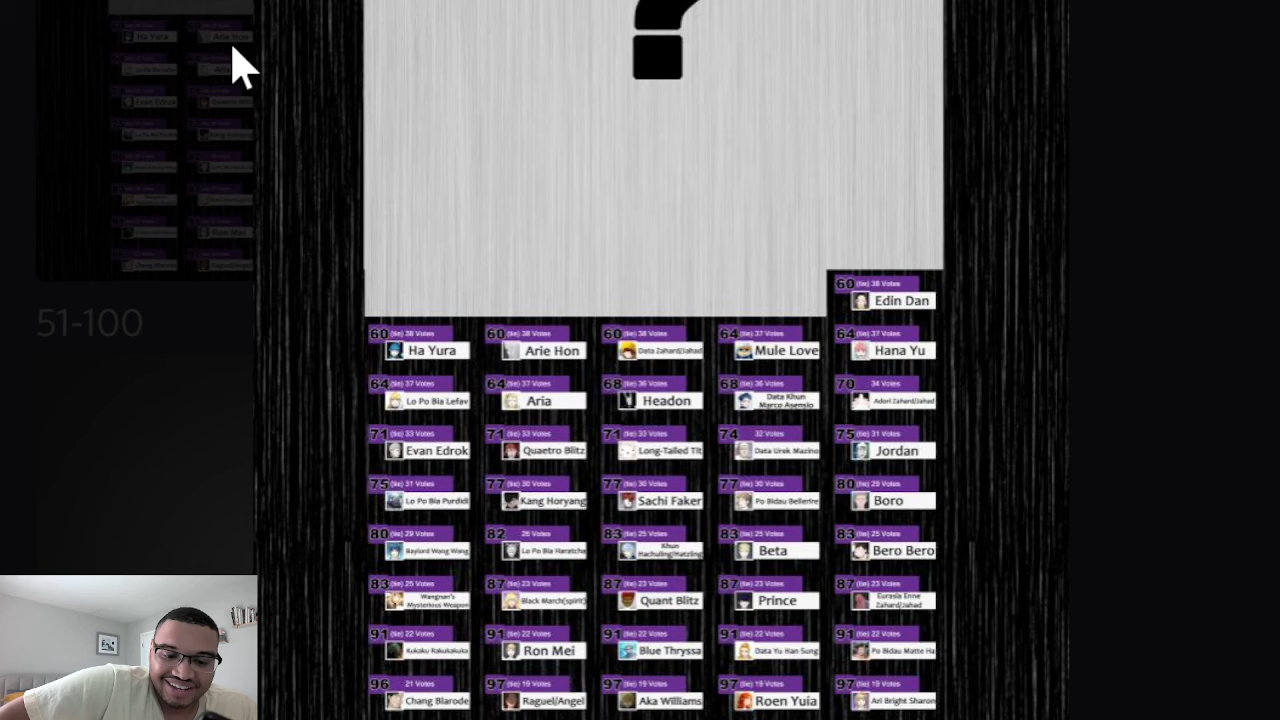 ?
60 (tie) 38 Votes
Edin Dan
60 (tie) 38 Votes
Ha Yura
60 (tie) 38 Votes
Arie Hon
60 (tie) 38 Votes
Data Zahard/Jahad
64 (tie) 37 Votes
Mule Love
64 (tie) 37 Votes
Hana Yu
64 (tie) 37 Votes
Lo Po Bia Lefav
64 (tie) 37 Votes
Aria
68 (tie) 36 Votes
Headon
68 (tie) 36 Votes
Data Khun
Marco Asensio
70 34 Votes
Adori Zahard/Jahad
71 (tie) 33 Votes
Evan Edrok
71 (tie) 33 Votes
Quaetro Blitz
71 (tie) 33 Votes
Long-Tailed Tit
74 32 Votes
Data Urek Mazino
75 (tie) 31 Votes
Jordan
75 (tie) 31 Votes
Lo Po Bia Purdidi
77 (tie) 30 Votes
Kang Horyang
77 (tie) 30 Votes
Sachi Faker
77 (tie) 30 Votes
Po Bidau Bellerire
80 (tie) 29 Votes
Boro
80 (tie) 29 Votes
Baylord Wang Wang
82 26 Votes
Lo Po Bia Haratcha
83 (tie) 25 Votes
Khun
Hachuling/Hatzling
83 (tie) 25 Votes
Beta
83 (tie) 25 Votes
Bero Bero
83 (tie) 25 Votes
Wangnan's
Mysterious Weapon
87 (tie) 23 Votes
Black March(spirit)
87 (tie) 23 Votes
Quant Blitz
87 (tie) 23 Votes
Prince
87 (tie) 23 Votes
Eurasia Enne
Zahard/Jahad
91 (tie) 22 Votes
91 (tie) 22 Votes
Ron Mei
91 (tie) 22 Votes
Blue Thryssa
91 (tie) 22 Votes
Data Yu Han Sung
91 (tie) 22 Votes
Po Bidau Matte Ha
96 21 Votes
Chang Blarode
97 (tie) 19 Votes
Raguel/Angel
97 (tie) 19 Votes
Aka Williams
97 (tie) 19 Votes
Roen Yuia
97 (tie) 19 Votes
Ari Bright Sharon
Ha Yura
Arie Hon
Evan Edrok
Ron Mei
51-100